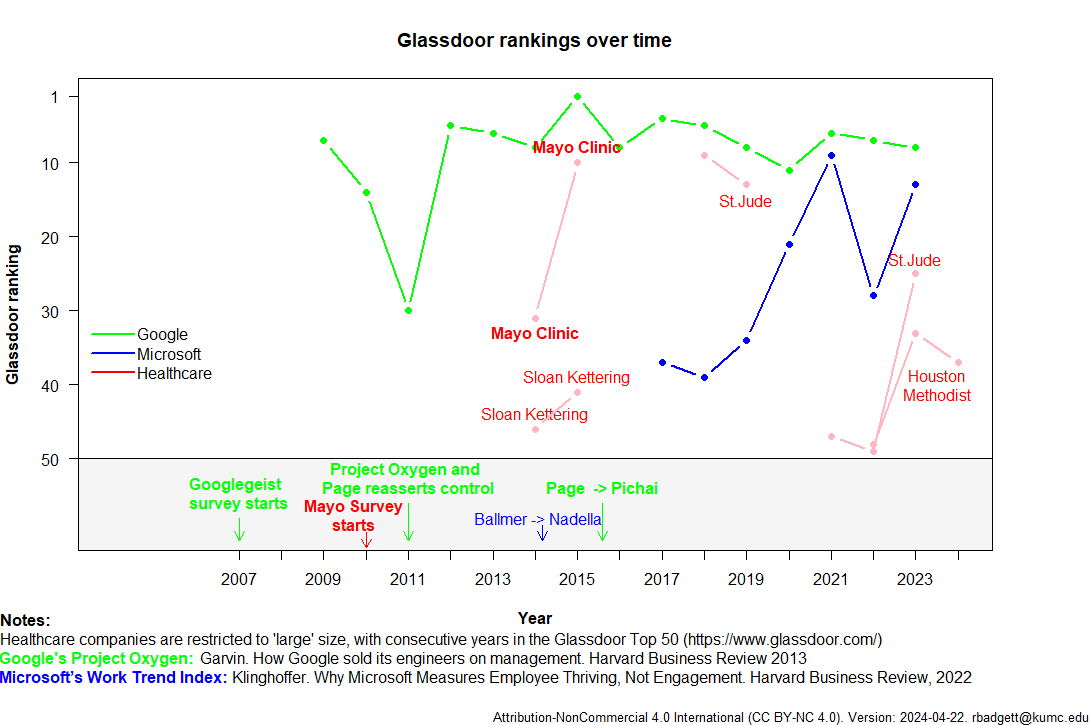 Glassdoor rankings over time
Glassdoor ranking
1
10
20
30
40
50
Mayo Clinic
St.Jude
St.Jude
Google
Microsoft
Healthcare
Mayo Clinic
Sloan Kettering
Sloan Kettering
Houston
Methodist
Googlegeist
survey starts
Project Oxygen and
Page reasserts control
Mayo Survey
starts
Page -> Pichai
Ballmer -> Nadella
2007 2009 2011 2013 2015 2017 2019 2021 2023
Year
Notes:
Healthcare companies are restricted to 'large' size, with consecutive years in the Glassdoor Top 50 (https://www.glassdoor.com/)
Google's Project Oxygen: Garvin. How Google sold its engineers on management. Harvard Business Review 2013
Microsoft's Work Trend Index: Klinghoffer. Why Microsoft Measures Employee Thriving, Not Engagement. Harvard Business Review, 2022
Attribution-NonCommercial 4.0 International (CC BY-NC 4.0). Version: 2024-04-22. rbadgett@kumc.edu